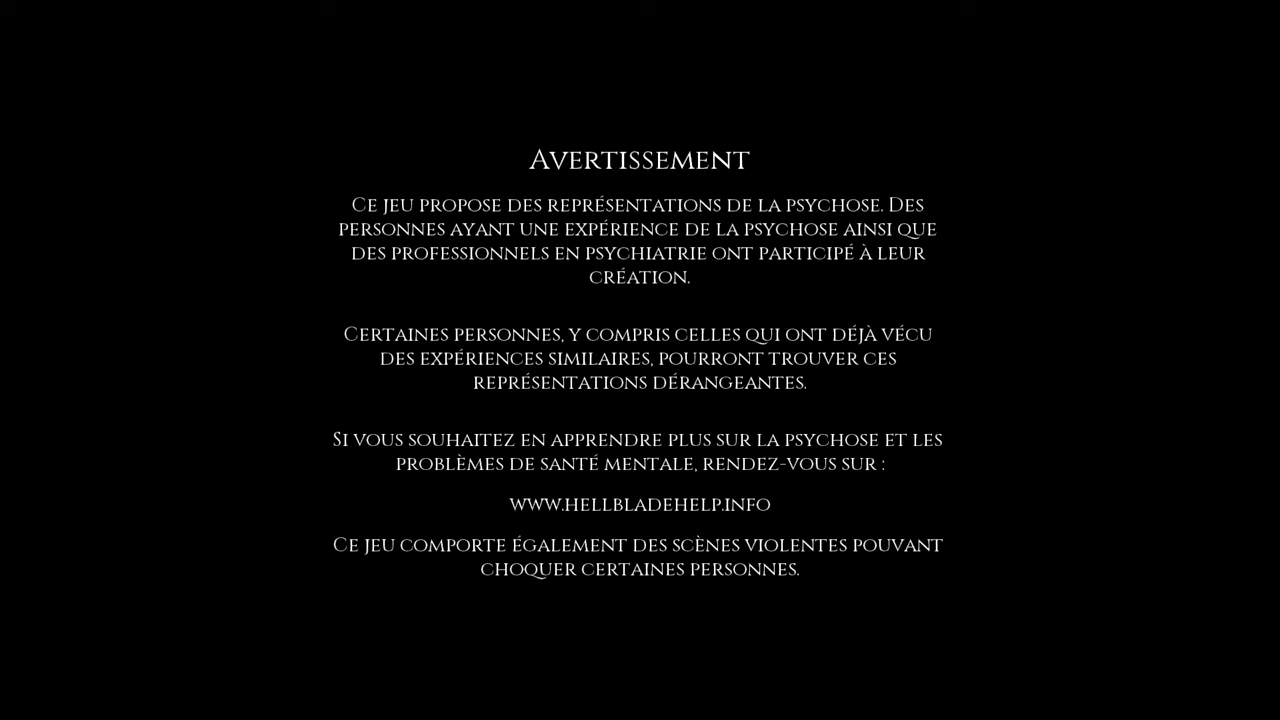 Avertissement
Ce jeu propose des représentations de la psychose. Des
personnes ayant une expérience de la psychose ainsi que
des professionnels en psychiatrie ont participé à leur
création.
Certaines personnes, y compris celles qui ont déjà vécu
des expériences similaires, pourront trouver ces
représentations dérangeantes.
Si vous souhaitez en apprendre plus sur la psychose et les
problèmes de santé mentale, rendez-vous sur :
www.hellbladehelp.info
Ce jeu comporte également des scènes violentes pouvant
choquer certaines personnes.